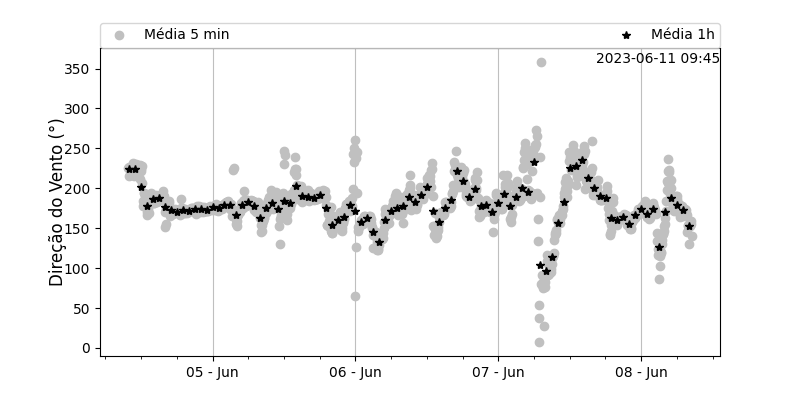 Média 5 min
Média 1h
2023-06-11 09:45
Direção do Vento (°)
350
300
250
200
150
100
50
0
05 - Jun
06 - Jun
07 - Jun
08 - Jun